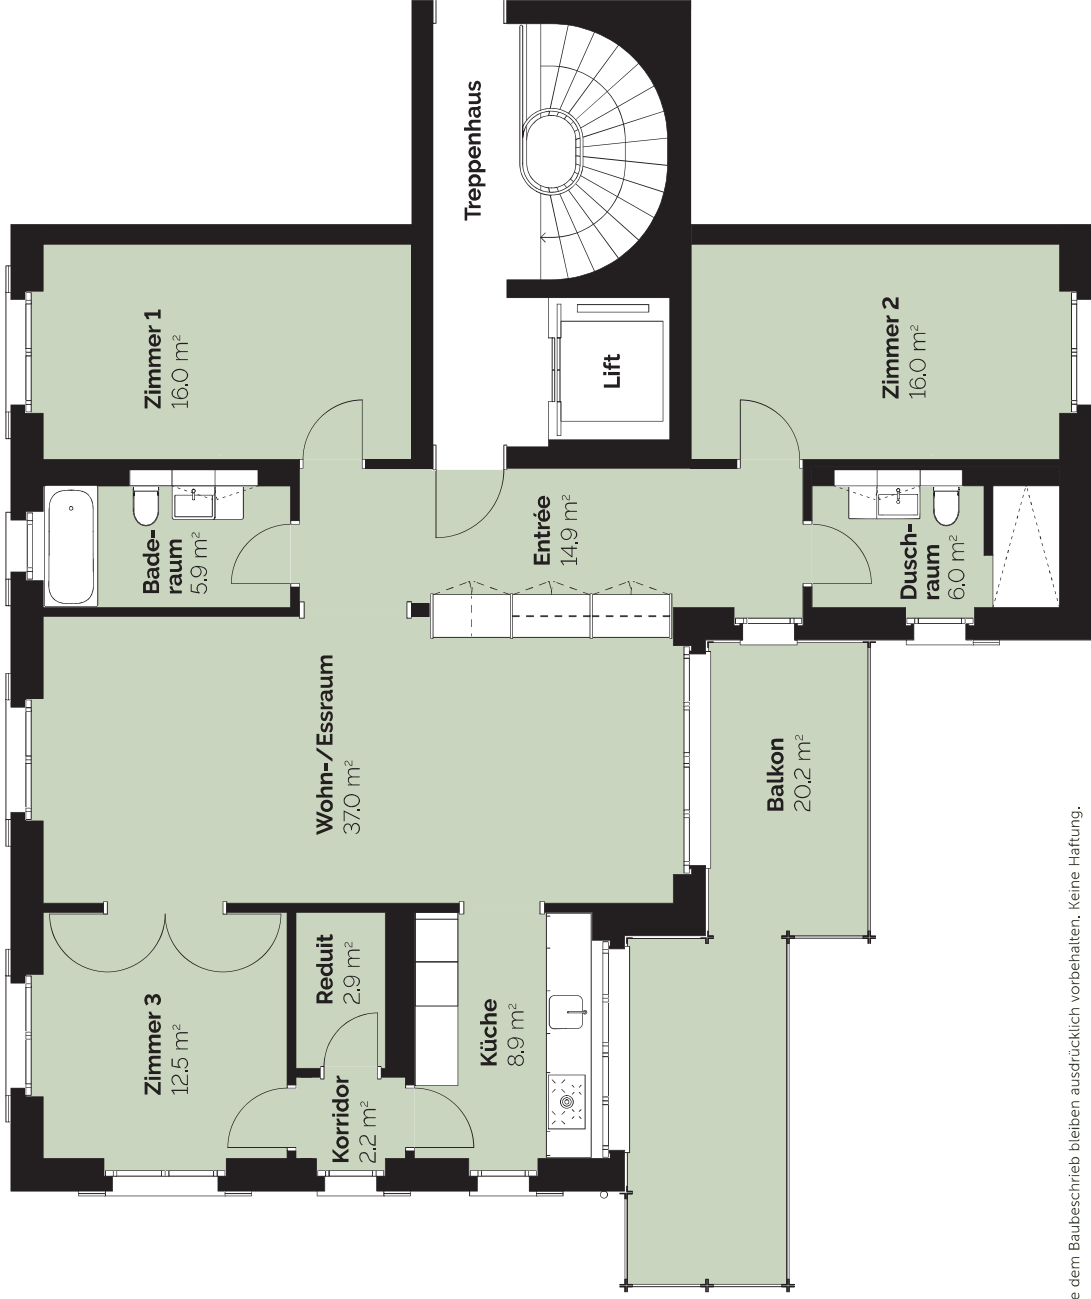 Treppenhaus
Lift
Zimmer 1
16.0 m²
Zimmer 2
16.0 m²
Bade-
raum
5.9 m²
Entrée
14.9 m²
Dusch-
raum
6.0 m²
Wohn-/Essraum
37.0 m²
Balkon
20.2 m²
Zimmer 3
12.5 m²
Reduit
2.9 m²
Korridor
2.2 m²
Küche
8.9 m²
dem Baubeschrieb bleiben ausdrücklich vorbehalten. Keine Haftung.